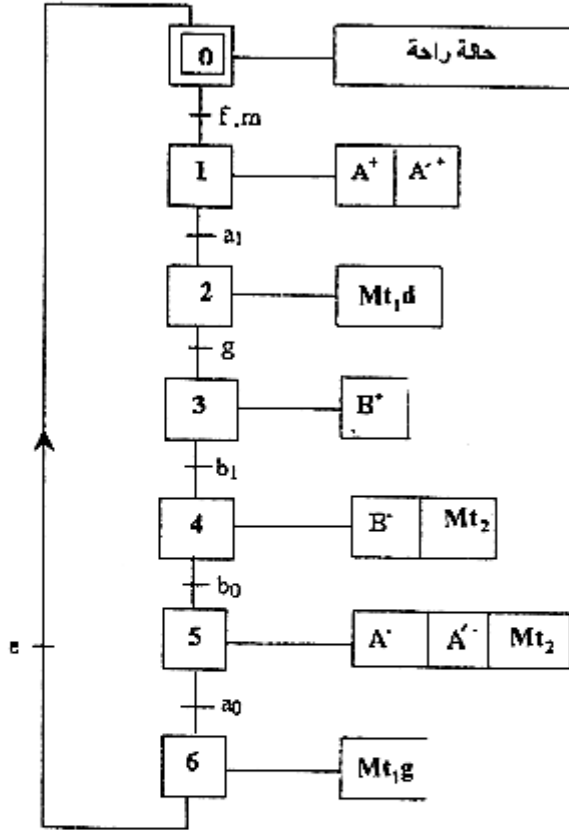 0 حالة راحة
f.m
1 A⁺ A'⁺
a₁
2 Mt₁d
g
3 B⁺
b₁
4 B⁻ Mt₂
b₀
5 A⁻ A'⁻ Mt₂
e
a₀
6 Mt₁g